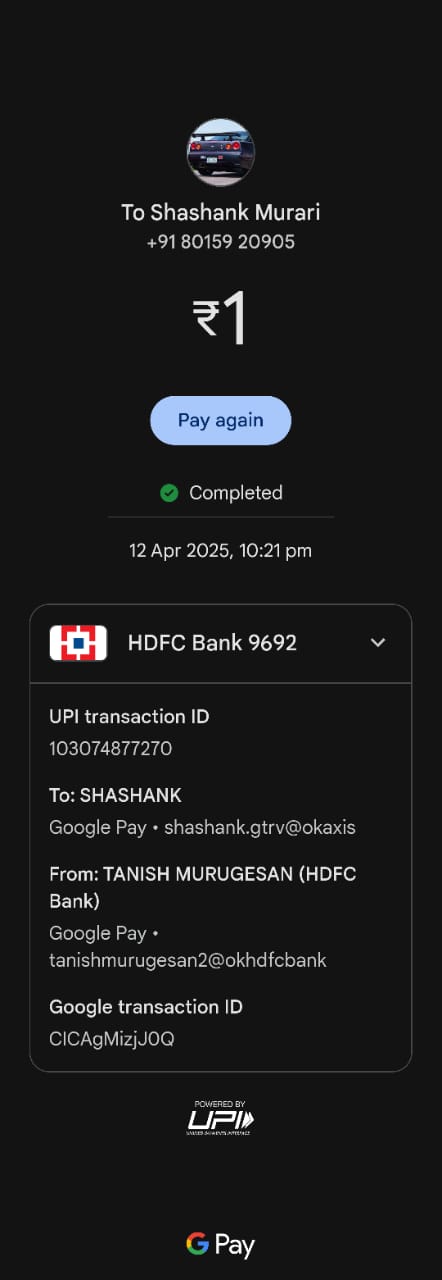 To Shashank Murari
+91 80159 20905
₹1
Pay again
Completed
12 Apr 2025, 10:21 pm
HDFC Bank 9692
UPI transaction ID
103074877270
To: SHASHANK
Google Pay • shashank.gtrv@okaxis
From: TANISH MURUGESAN (HDFC
Bank)
Google Pay •
tanishmurugesan2@okhdfcbank
Google transaction ID
CICAgMizjJ0Q
POWERED BY
UPI
UNIFIED PAYMENTS INTERFACE
G Pay